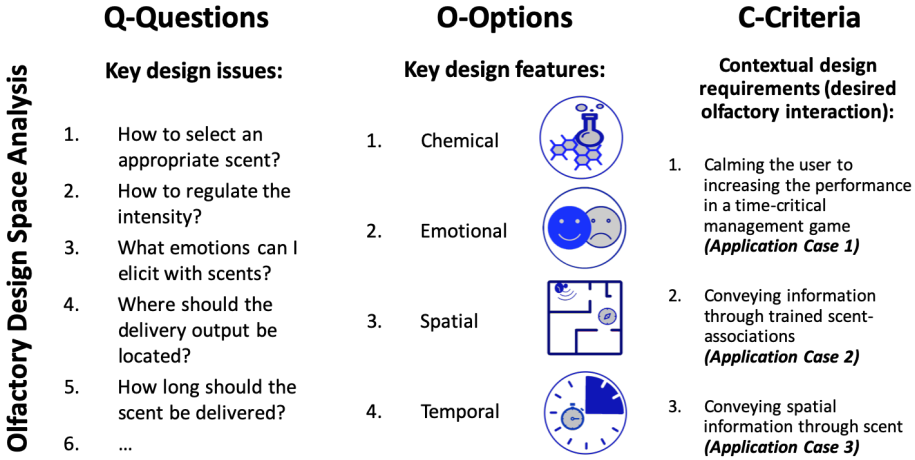 Olfactory Design Space Analysis
Q-Questions
Key design issues:
1. How to select an
appropriate scent?
2. How to regulate the
intensity?
3. What emotions can I
elicit with scents?
4. Where should the
delivery output be
located?
5. How long should the
scent be delivered?
6. ...
O-Options
Key design features:
1. Chemical
2. Emotional
3. Spatial
4. Temporal
C-Criteria
Contextual design
requirements (desired
olfactory interaction):
1. Calming the user to
increasing the performance
in a time-critical
management game
(Application Case 1)
2. Conveying information
through trained scent-
associations
(Application Case 2)
3. Conveying spatial
information through scent
(Application Case 3)